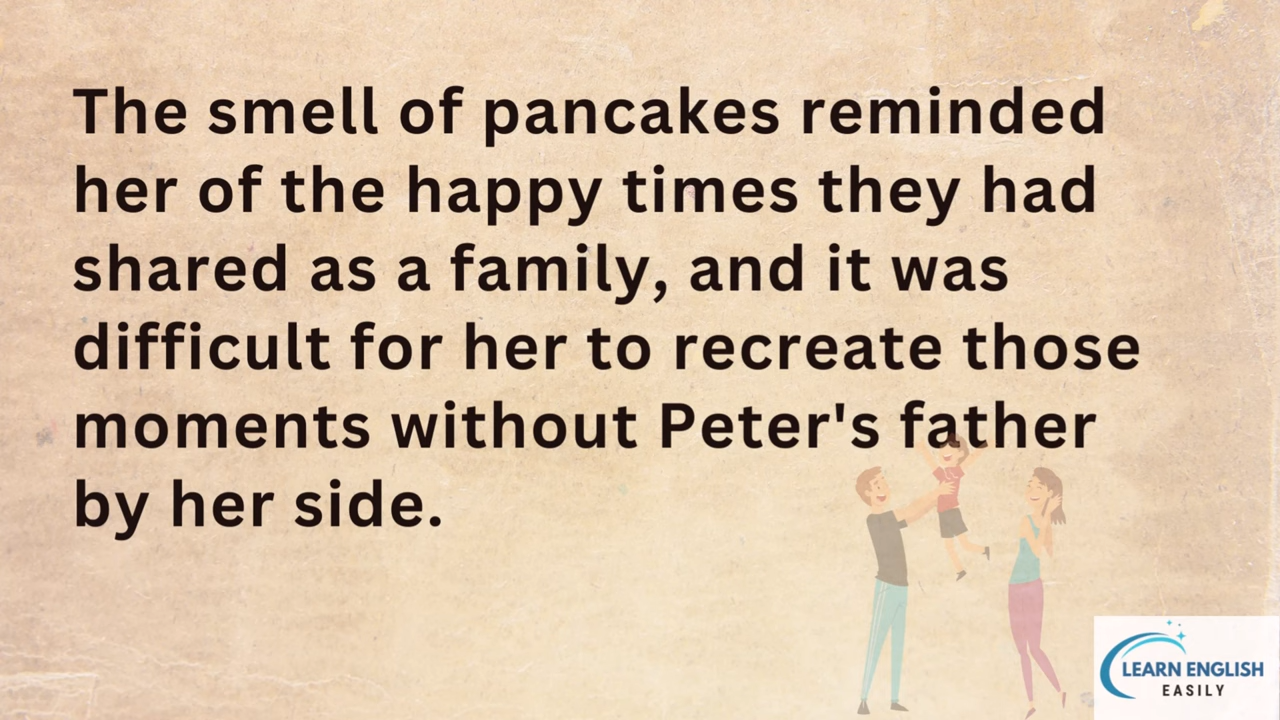 The smell of pancakes reminded
her of the happy times they had
shared as a family, and it was
difficult for her to recreate those
moments without Peter's father
by her side.
LEARN ENGLISH
EASILY